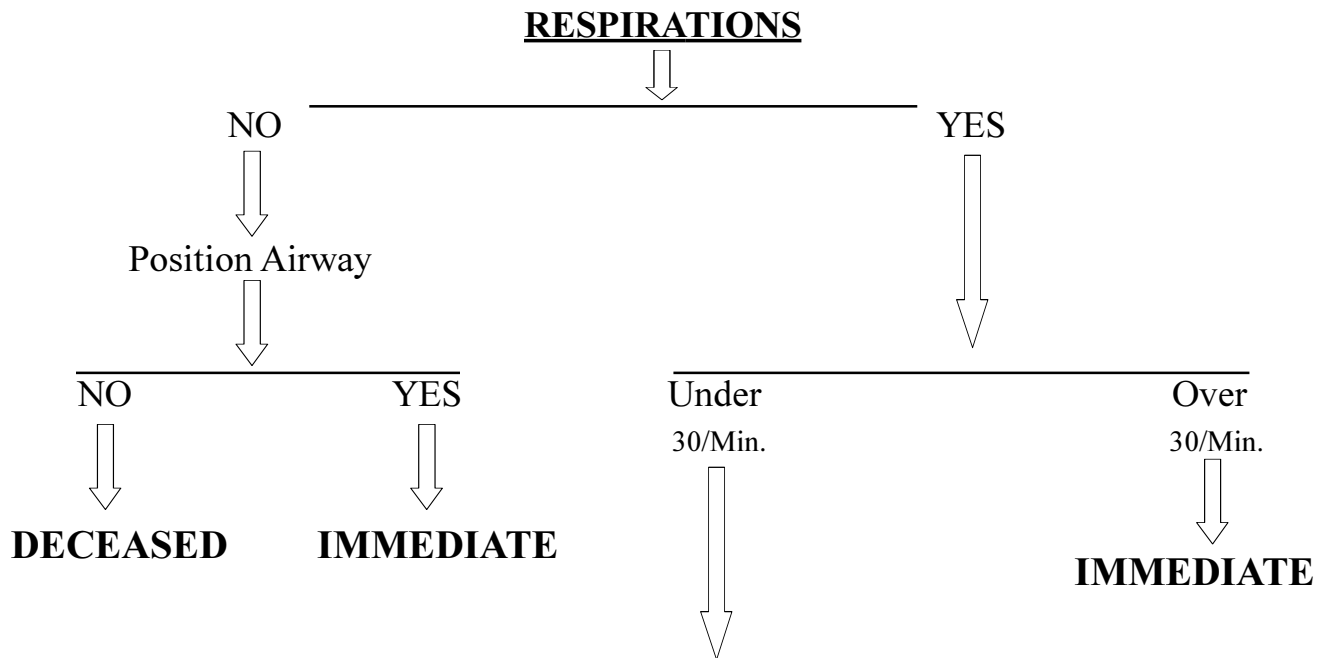 RESPIRATIONS
NO YES
Position Airway
NO YES Under Over
30/Min. 30/Min.
DECEASED IMMEDIATE
IMMEDIATE